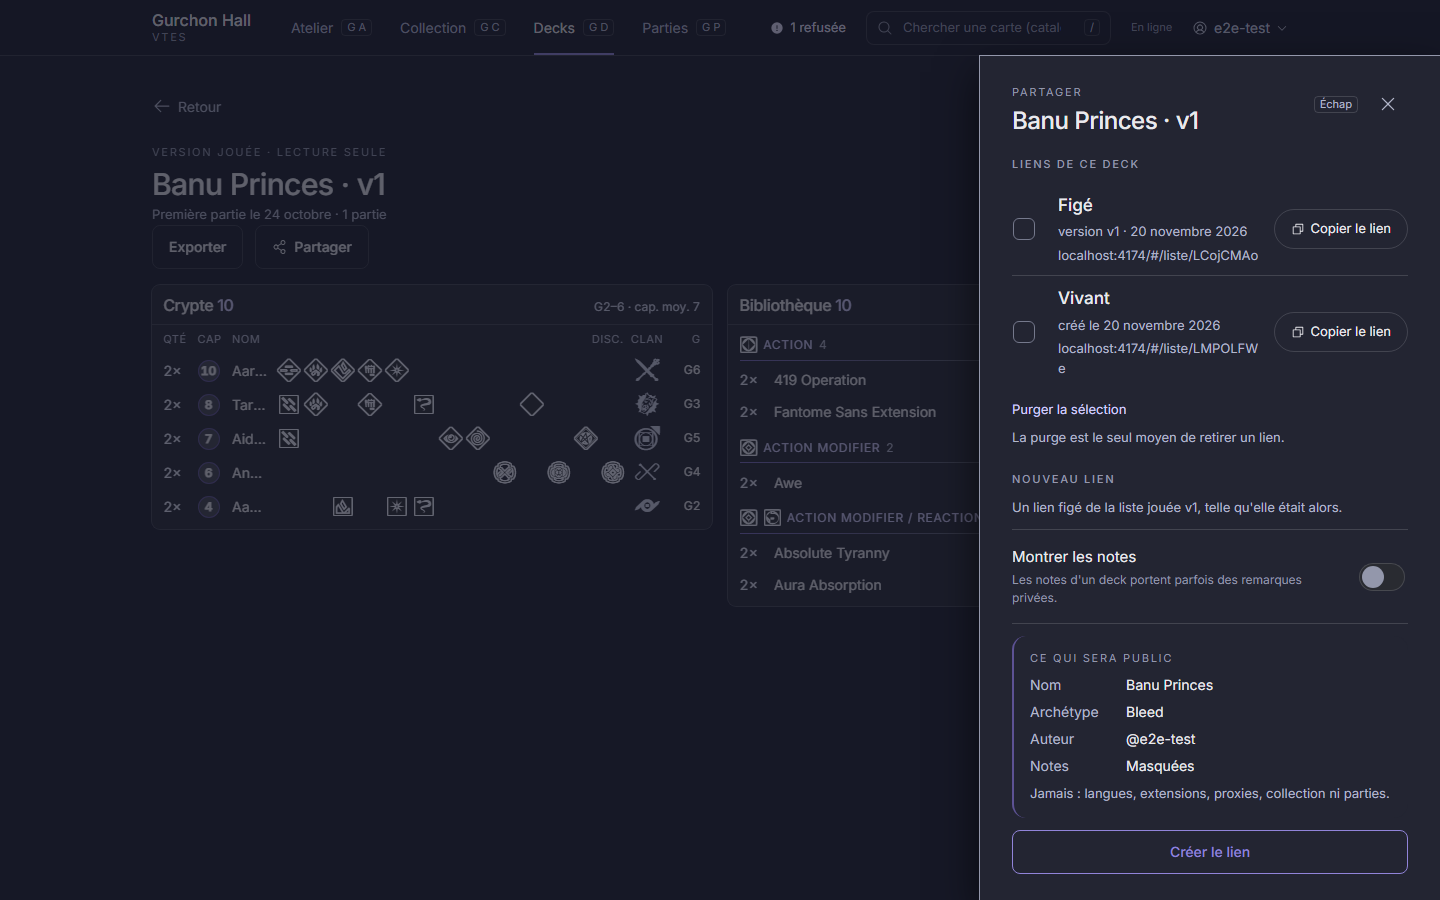 Gurchon Hall
VTES
Atelier G A
Collection G C
Decks G D
Parties G P
1 refusée
Chercher une carte (catal /
En ligne
e2e-test
Retour
VERSION JOUÉE · LECTURE SEULE
Banu Princes · v1
Première partie le 24 octobre · 1 partie
Exporter
Partager
Crypte 10
G2–6 · cap. moy. 7
QTÉ CAP NOM DISC. CLAN G
2× 10 Aar... G6
2× 8 Tar... G3
2× 7 Aid... G5
2× 6 An... G4
2× 4 Aa... G2
Bibliothèque 10
ACTION 4
2× 419 Operation
2× Fantome Sans Extension
ACTION MODIFIER 2
2× Awe
ACTION MODIFIER / REACTION
2× Absolute Tyranny
2× Aura Absorption
PARTAGER
Banu Princes · v1
Échap
LIENS DE CE DECK
Figé
version v1 · 20 novembre 2026
localhost:4174/#/liste/LCojCMAo
Copier le lien
Vivant
créé le 20 novembre 2026
localhost:4174/#/liste/LMPOLFW
e
Copier le lien
Purger la sélection
La purge est le seul moyen de retirer un lien.
NOUVEAU LIEN
Un lien figé de la liste jouée v1, telle qu'elle était alors.
Montrer les notes
Les notes d'un deck portent parfois des remarques
privées.
CE QUI SERA PUBLIC
Nom Banu Princes
Archétype Bleed
Auteur @e2e-test
Notes Masquées
Jamais : langues, extensions, proxies, collection ni parties.
Créer le lien